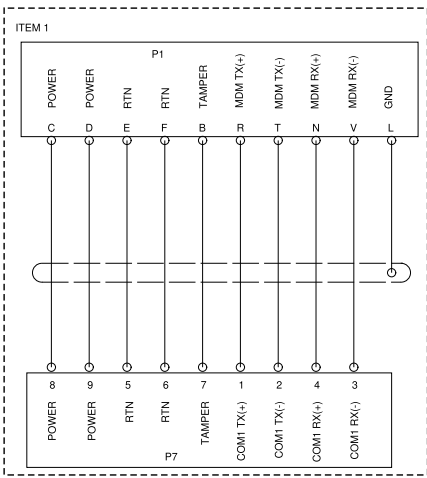 ITEM 1
P1
POWER
POWER
RTN
RTN
TAMPER
MDM TX(+)
MDM TX(-)
MDM RX(+)
MDM RX(-)
GND
C D E F B R T N V L
8 9 5 6 7 1 2 4 3
POWER
POWER
RTN
RTN
TAMPER
COM1 TX(+)
COM1 TX(-)
COM1 RX(+)
COM1 RX(-)
P7